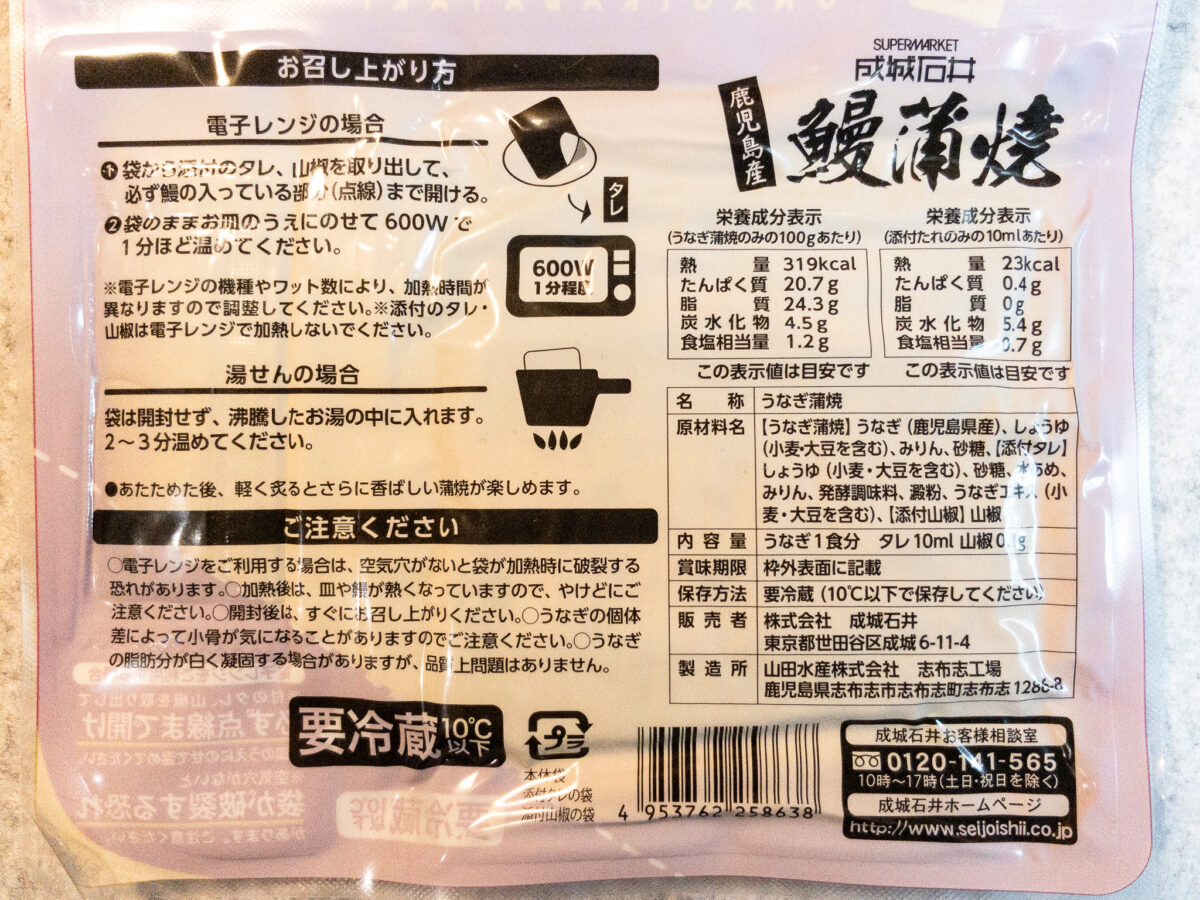 お召し上がり方
電子レンジの場合
❶袋から添付のタレ、山椒を取り出して、
必ず鰻の入っている部分（点線）まで開ける。
❷袋のままお皿のうえにのせて600Wで
1分ほど温めてください。
※電子レンジの機種やワット数により、加熱時間が
異なりますので調整してください。※添付のタレ・
山椒は電子レンジで加熱しないでください。
タレ
600W
1分程度
湯せんの場合
袋は開封せず、沸騰したお湯の中に入れます。
2～3分温めてください。
●あたためた後、軽く炙るとさらに香ばしい蒲焼が楽しめます。
ご注意ください
○電子レンジをご利用する場合は、空気穴がないと袋が加熱時に破裂する
恐れがあります。○加熱後は、皿や鰻が熱くなっていますので、やけどにご
注意ください。○開封後は、すぐにお召し上がりください。○うなぎの個体
差によって小骨が気になることがありますのでご注意ください。○うなぎ
の脂肪分が白く凝固する場合がありますが、品質上問題はありません。
要冷蔵10℃以下
プラ
本体袋
添付タレの袋
添付山椒の袋
SUPERMARKET
成城石井
鹿児島産
鰻蒲焼
栄養成分表示
（うなぎ蒲焼のみの100gあたり）
熱量 319kcal
たんぱく質 20.7g
脂質 24.3g
炭水化物 4.5g
食塩相当量 1.2g
この表示値は目安です
栄養成分表示
（添付たれのみの10mlあたり）
熱量 23kcal
たんぱく質 0.4g
脂質 0g
炭水化物 5.4g
食塩相当量 0.7g
この表示値は目安です
名称 うなぎ蒲焼
原材料名 【うなぎ蒲焼】うなぎ（鹿児島県産）、しょうゆ
（小麦・大豆を含む）、みりん、砂糖、【添付タレ】
しょうゆ（小麦・大豆を含む）、砂糖、水あめ、
みりん、発酵調味料、澱粉、うなぎエキス（小
麦・大豆を含む）、【添付山椒】山椒
内容量 うなぎ1食分 タレ10ml 山椒
賞味期限 枠外表面に記載
保存方法 要冷蔵（10℃以下で保存してください）
販売者 株式会社 成城石井
東京都世田谷区成城6-11-4
製造所 山田水産株式会社 志布志工場
鹿児島県志布志市志布志町志布志1286-8
4 953762 258638
成城石井お客様相談室
0120-141-565
10時～17時（土日・祝日を除く）
成城石井ホームページ
http://www.seijoishii.co.jp